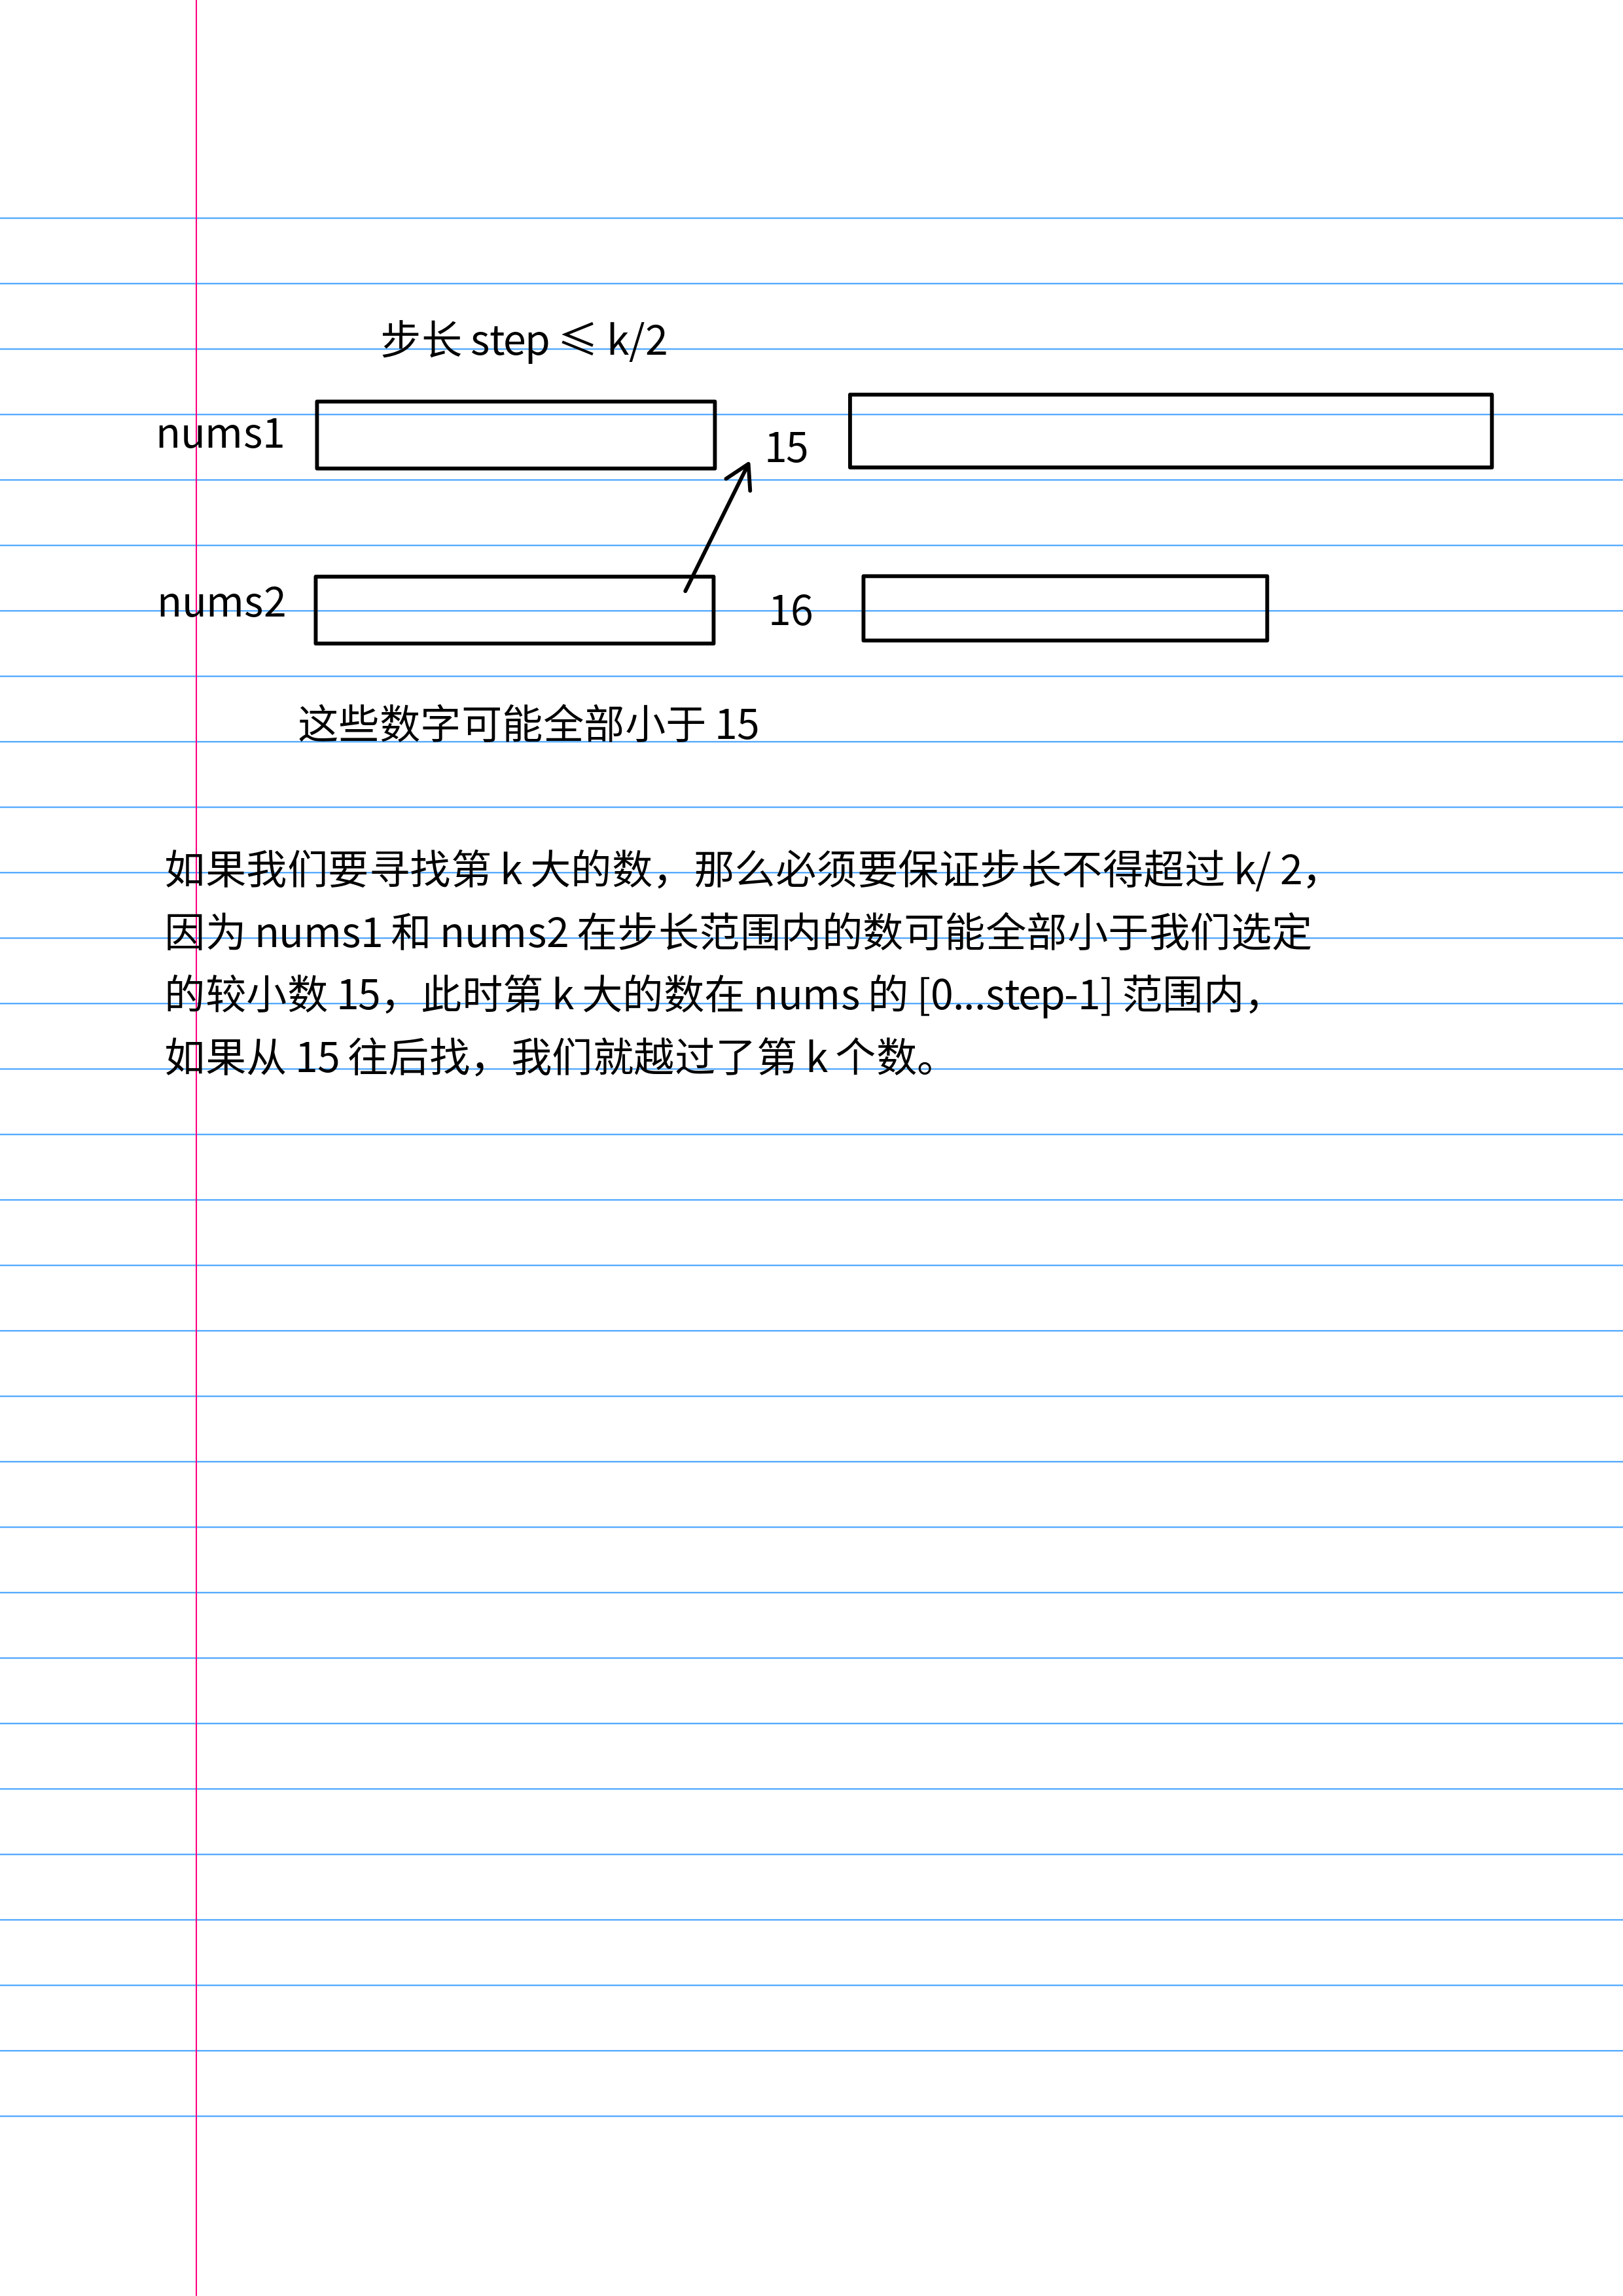 步长 step ≤ k/2
nums1
15
nums2
16
这些数字可能全部小于 15
如果我们要寻找第 k 大的数，那么必须要保证步长不得超过 k/ 2，
因为 nums1 和 nums2 在步长范围内的数可能全部小于我们选定
的较小数 15，此时第 k 大的数在 nums 的 [0...step-1] 范围内，
如果从 15 往后找，我们就越过了第 k 个数。